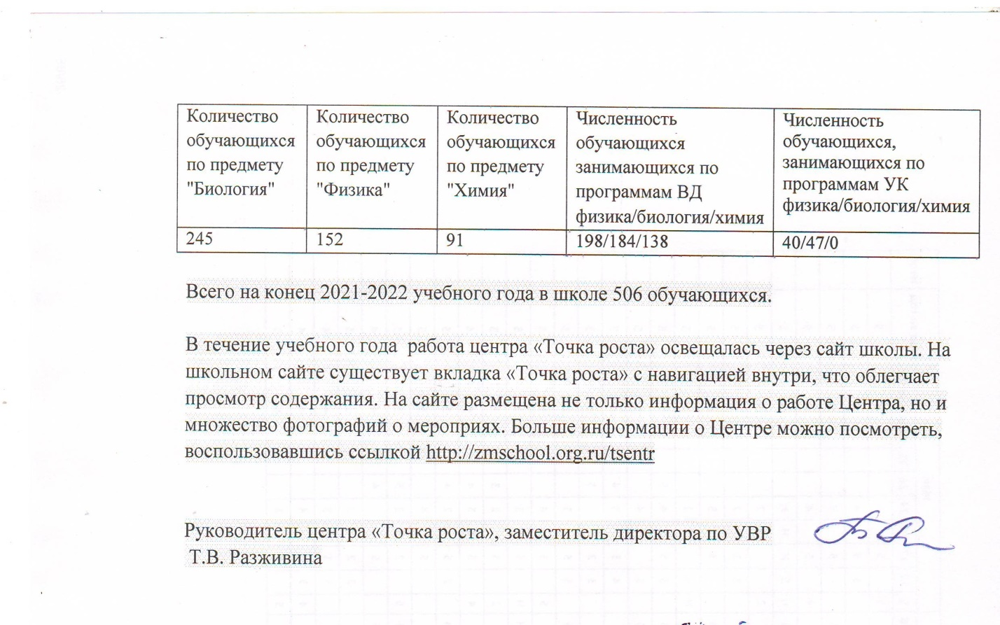 Количество
обучающихся
по предмету
"Биология"
Количество
обучающихся
по предмету
"Физика"
Количество
обучающихся
по предмету
"Химия"
Численность
обучающихся
занимающихся по
программам ВД
физика/биология/химия
Численность
обучающихся,
занимающихся по
программам УК
физика/биология/химия
245
152
91
198/184/138
40/47/0
Всего на конец 2021-2022 учебного года в школе 506 обучающихся.
В течение учебного года  работа центра «Точка роста» освещалась через сайт школы. На
школьном сайте существует вкладка «Точка роста» с навигацией внутри, что облегчает
просмотр содержания. На сайте размещена не только информация о работе Центра, но и
множество фотографий о мероприях. Больше информации о Центре можно посмотреть,
воспользовавшись ссылкой http://zmschool.org.ru/tsentr
Руководитель центра «Точка роста», заместитель директора по УВР
Т.В. Разживина